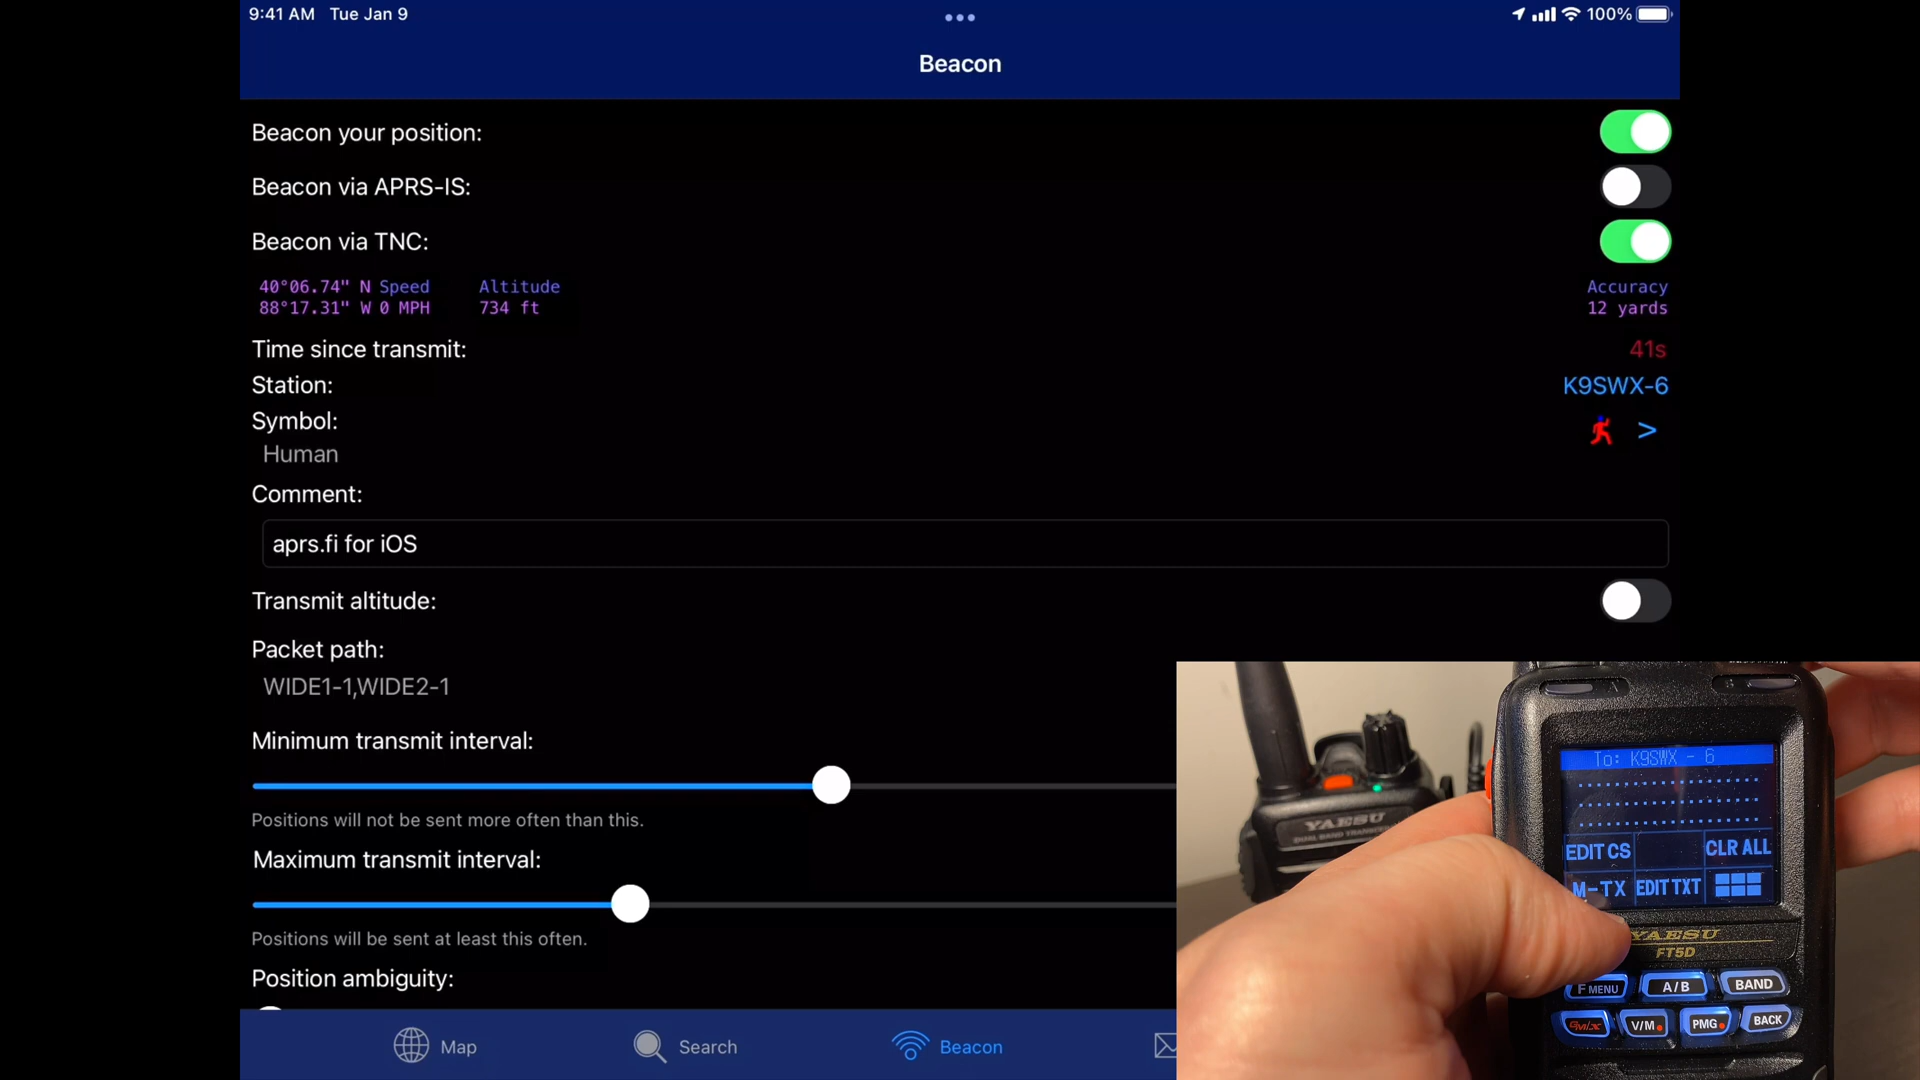 9:41 AM Tue Jan 9
100%
Beacon
Beacon your position:
Beacon via APRS-IS:
Beacon via TNC:
40°06.74" N Speed Altitude Accuracy
88°17.31" W 0 MPH 734 ft 12 yards
Time since transmit: 41s
Station: K9SWX-6
Symbol:
Human
>
Comment:
aprs.fi for iOS
Transmit altitude:
Packet path:
WIDE1-1,WIDE2-1
Minimum transmit interval:
Positions will not be sent more often than this.
Maximum transmit interval:
Positions will be sent at least this often.
Position ambiguity:
Map Search Beacon
YAESU
To: K9SWX - 6
EDIT CS CLR ALL
M-TX EDIT TXT
YAESU
FT5D
F MENU A/B BAND
V/M PMG BACK